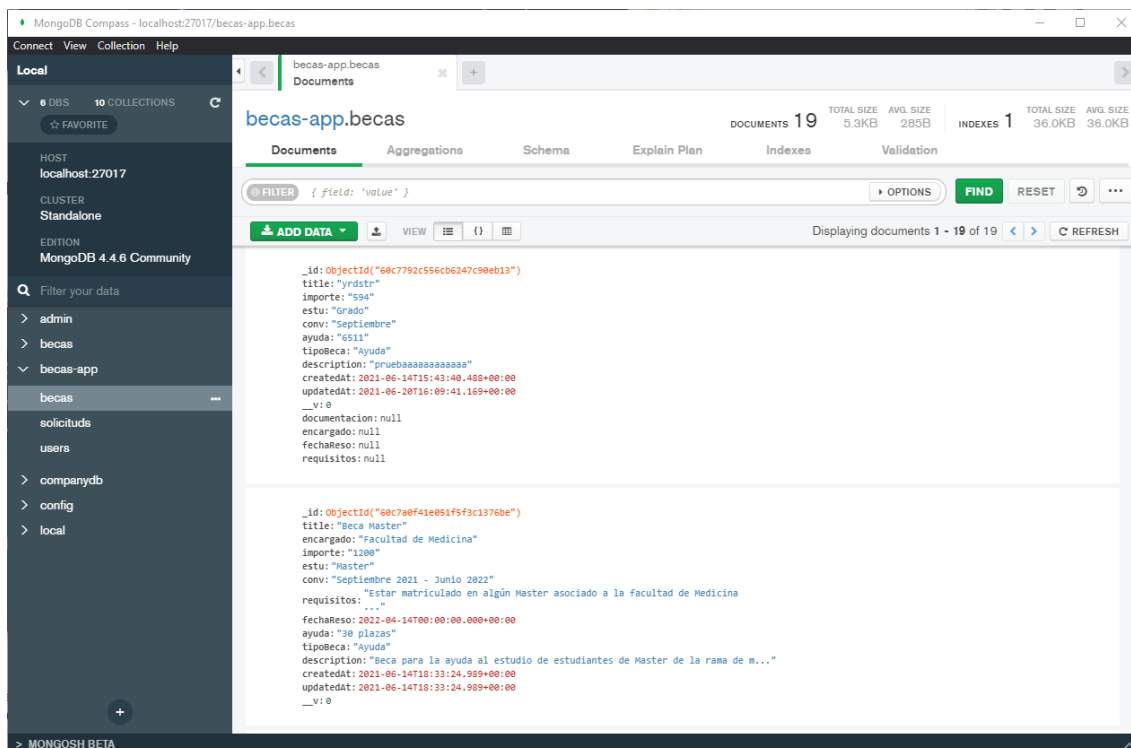 MongoDB Compass - localhost:27017/becas-app.becas
Connect View Collection Help
Local
6 DBS 10 COLLECTIONS
FAVORITE
HOST
localhost:27017
CLUSTER
Standalone
EDITION
MongoDB 4.4.6 Community
Filter your data
admin
becas
becas-app
becas
solicituds
users
companydb
config
local
> MONGOSH BETA
becas-app.becas
Documents
becas-app.becas
DOCUMENTS 19
TOTAL SIZE AVG. SIZE
5.3KB 285B
INDEXES 1
TOTAL SIZE AVG. SIZE
36.0KB 36.0KB
Documents Aggregations Schema Explain Plan Indexes Validation
FILTER { field: 'value' } OPTIONS FIND RESET
ADD DATA VIEW Displaying documents 1 - 19 of 19 REFRESH
_id: ObjectId("60c7792c556cb6247c90eb13")
title: "yrdstr"
importe: "594"
estu: "Grado"
conv: "Septiembre"
ayuda: "6511"
tipoBeca: "Ayuda"
description: "pruebaaaaaaaaaaaa"
createdAt: 2021-06-14T15:43:40.488+00:00
updatedAt: 2021-06-20T16:09:41.169+00:00
__v: 0
documentacion: null
encargado: null
fechaReso: null
requisitos: null
_id: ObjectId("60c7a0f41e051f5f3c1376be")
title: "Beca Master"
encargado: "Facultad de Medicina"
importe: "1200"
estu: "Master"
conv: "Septiembre 2021 - Junio 2022"
requisitos: "Estar matriculado en algún Master asociado a la facultad de Medicina
..."
fechaReso: 2022-04-14T00:00:00.000+00:00
ayuda: "30 plazas"
tipoBeca: "Ayuda"
description: "Beca para la ayuda al estudio de estudiantes de Master de la rama de m..."
createdAt: 2021-06-14T18:33:24.989+00:00
updatedAt: 2021-06-14T18:33:24.989+00:00
__v: 0